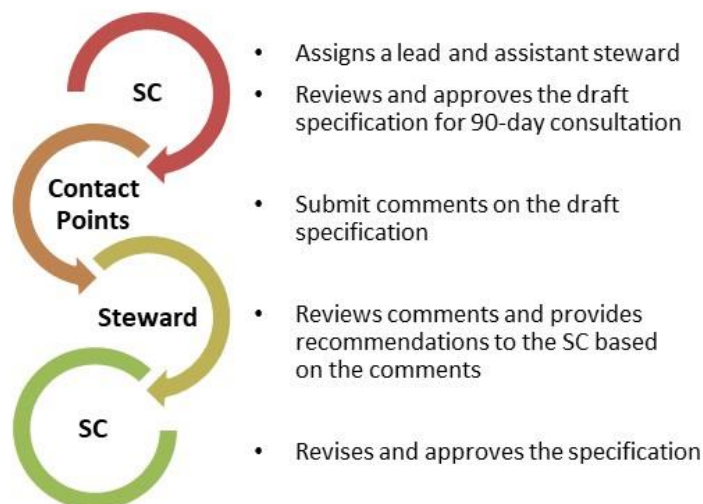 SC
• Assigns a lead and assistant steward
• Reviews and approves the draft
specification for 90-day consultation
Contact
Points
• Submit comments on the draft
specification
Steward
• Reviews comments and provides
recommendations to the SC based
on the comments
SC
• Revises and approves the specification